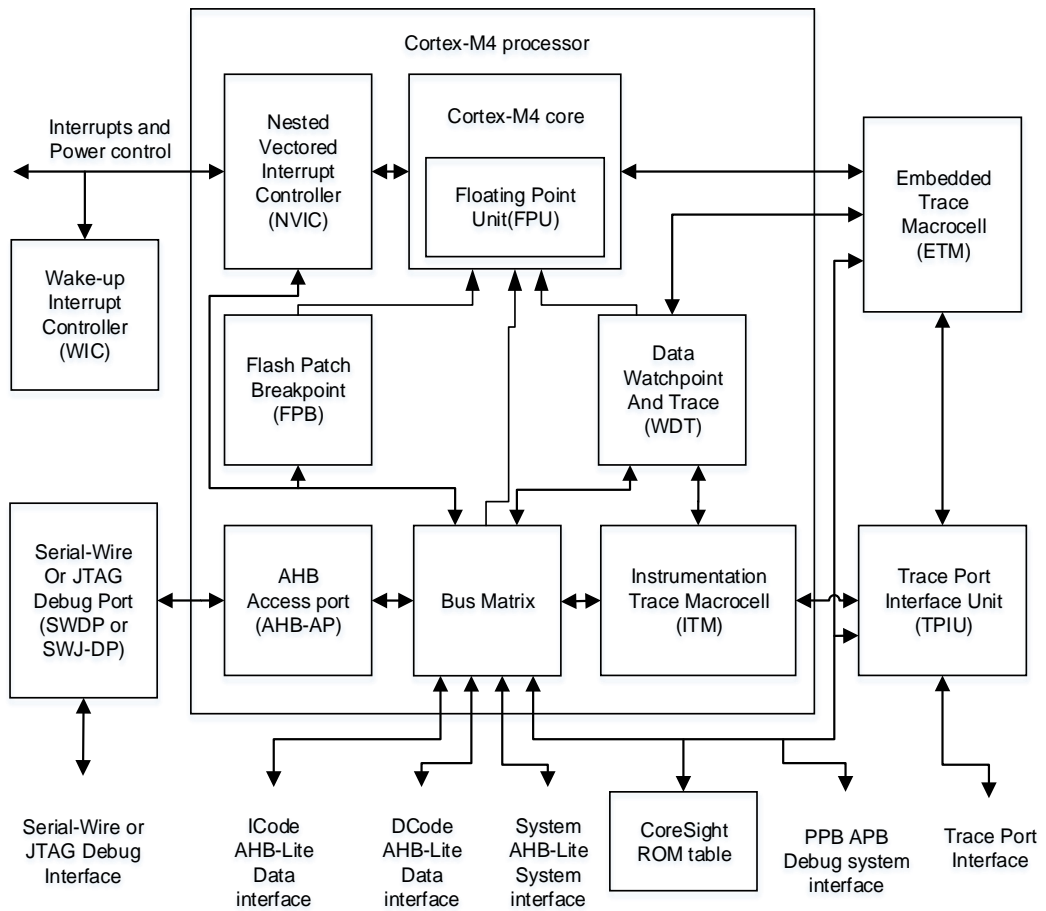 Cortex-M4 processor
Nested
Vectored
Interrupt
Controller
(NVIC)
Cortex-M4 core
Floating Point
Unit(FPU)
Interrupts and
Power control
Embedded
Trace
Macrocell
(ETM)
Wake-up
Interrupt
Controller
(WIC)
Flash Patch
Breakpoint
(FPB)
Data
Watchpoint
And Trace
(WDT)
Serial-Wire
Or JTAG
Debug Port
(SWDP or
SWJ-DP)
AHB
Access port
(AHB-AP)
Bus Matrix
Instrumentation
Trace Macrocell
(ITM)
Trace Port
Interface Unit
(TPIU)
Serial-Wire or
JTAG Debug
Interface
ICode
AHB-Lite
Data
interface
DCode
AHB-Lite
Data
interface
System
AHB-Lite
System
interface
CoreSight
ROM table
PPB APB
Debug system
interface
Trace Port
Interface